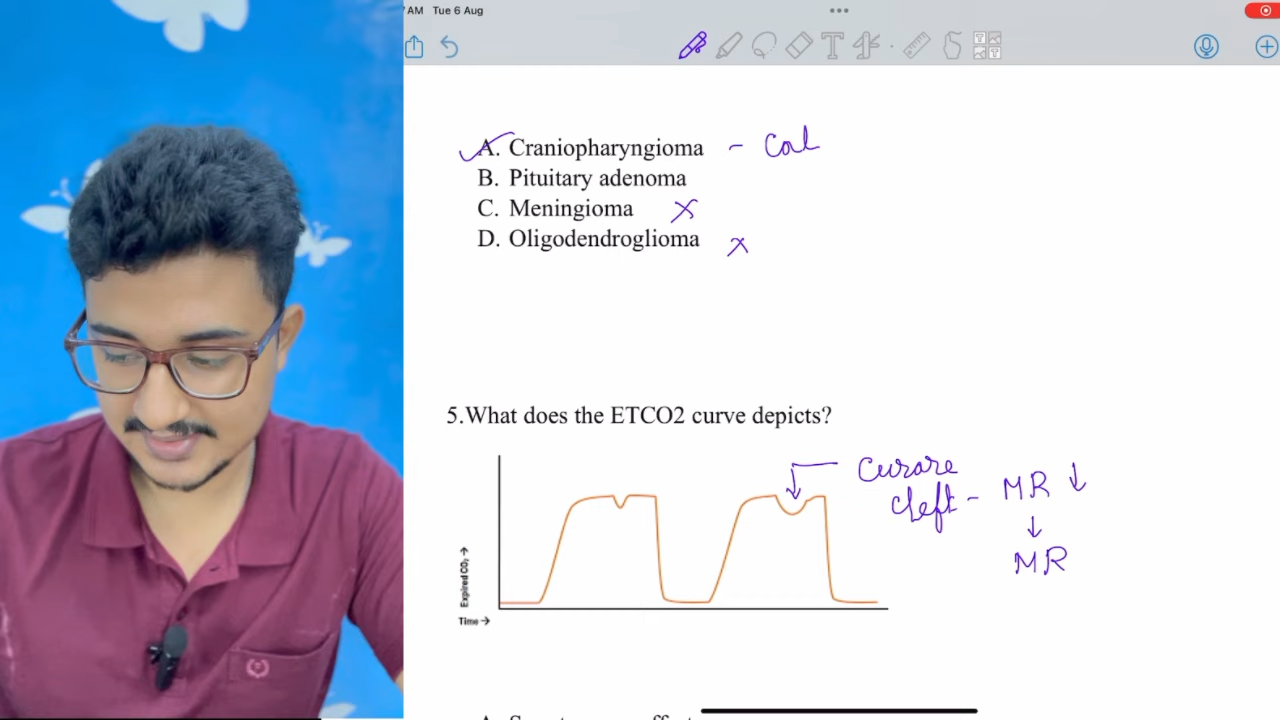 AM Tue 6 Aug
A. Craniopharyngioma - Cal
B. Pituitary adenoma
C. Meningioma X
D. Oligodendroglioma x
5.What does the ETCO2 curve depicts?
Curare
cleft - MR ↓
↓
MR
Expired CO₂ →
Time →